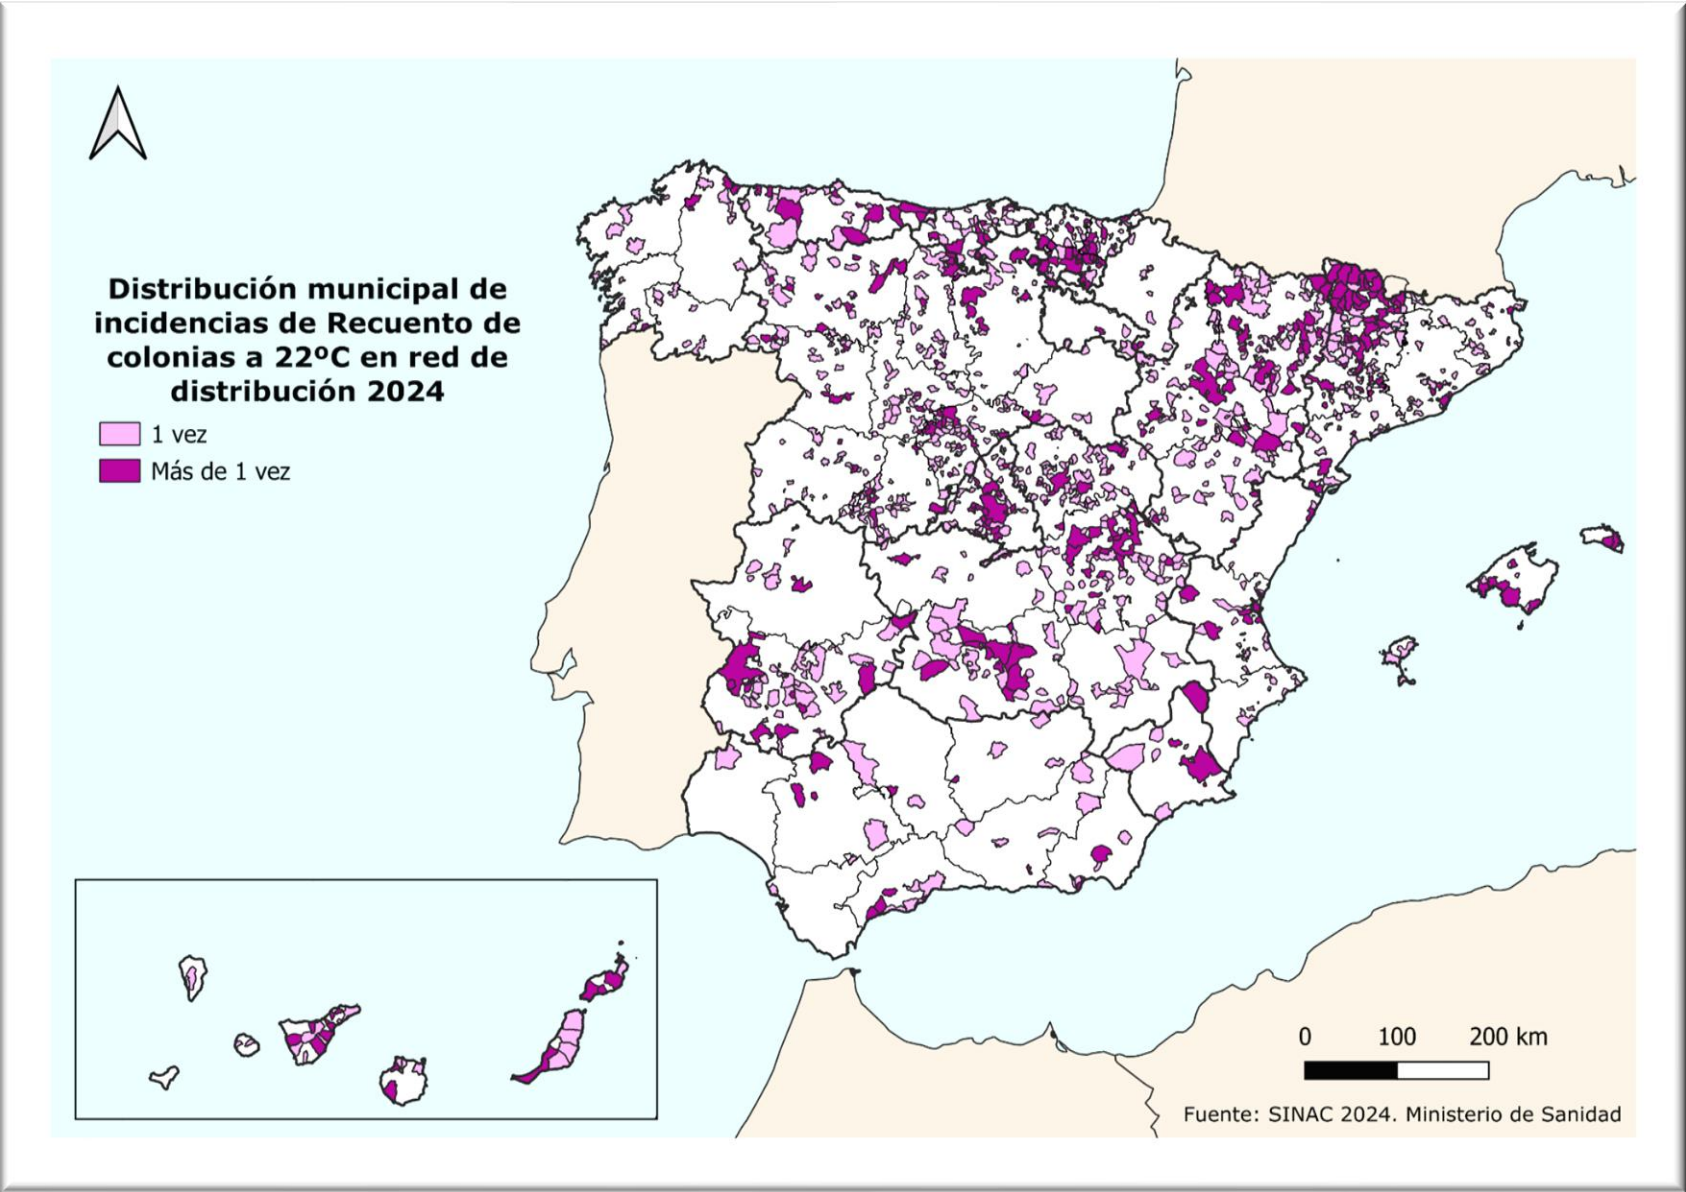 Distribución municipal de
incidencias de Recuento de
colonias a 22ºC en red de
distribución 2024
1 vez
Más de 1 vez
0 100 200 km
Fuente: SINAC 2024. Ministerio de Sanidad